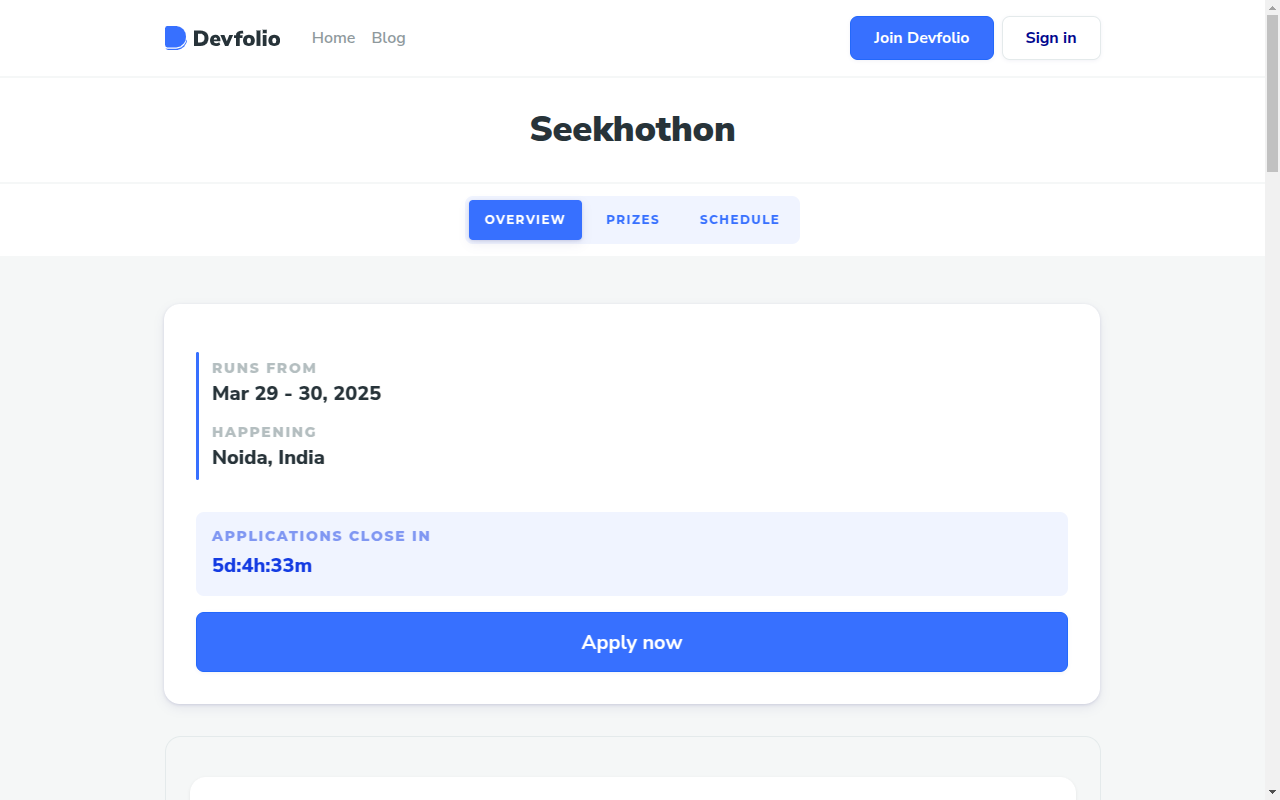 Devfolio
Home
Blog
Join Devfolio
Sign in
Seekhothon
OVERVIEW
PRIZES
SCHEDULE
RUNS FROM
Mar 29 - 30, 2025
HAPPENING
Noida, India
APPLICATIONS CLOSE IN
5d:4h:33m
Apply now